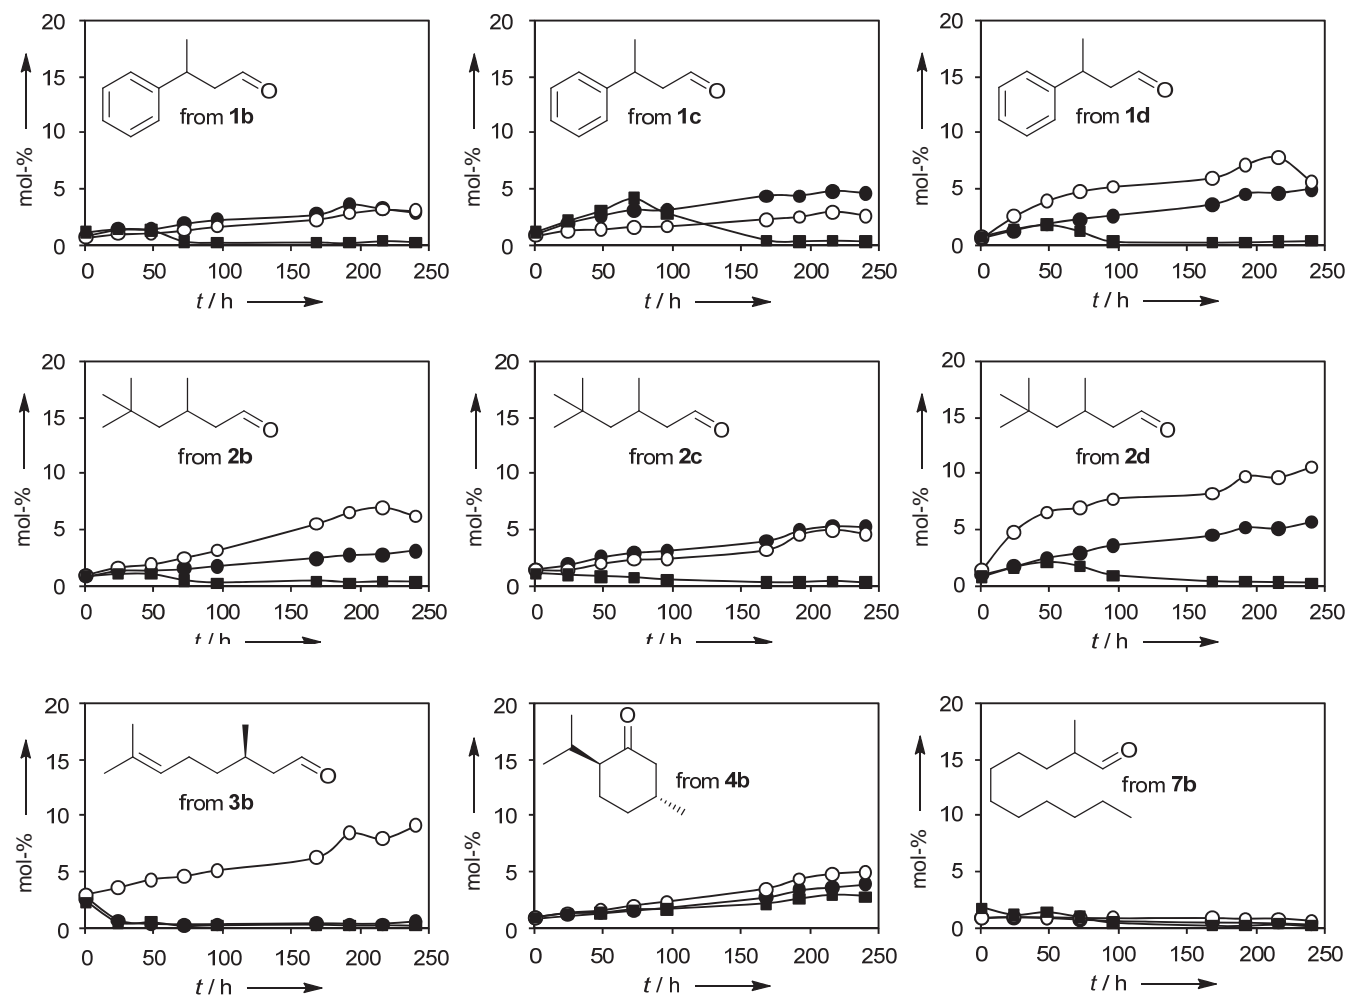 20 20 20
15 15 15
O O O
from 1b from 1c from 1d
10 10 10
mol-% mol-% mol-%
5 5 5
0 0 0
0 50 100 150 200 250 0 50 100 150 200 250 0 50 100 150 200 250
t / h t / h t / h
20 20 20
15 15 15
O O O
from 2b from 2c from 2d
10 10 10
mol-% mol-% mol-%
5 5 5
0 0 0
0 50 100 150 200 250 0 50 100 150 200 250 0 50 100 150 200 250
t / h t / h t / h
20 20 20
O
15 15 15
O O
from 3b from 4b from 7b
10 10 10
mol-% mol-% mol-%
5 5 5
0 0 0
0 50 100 150 200 250 0 50 100 150 200 250 0 50 100 150 200 250
t / h t / h t / h